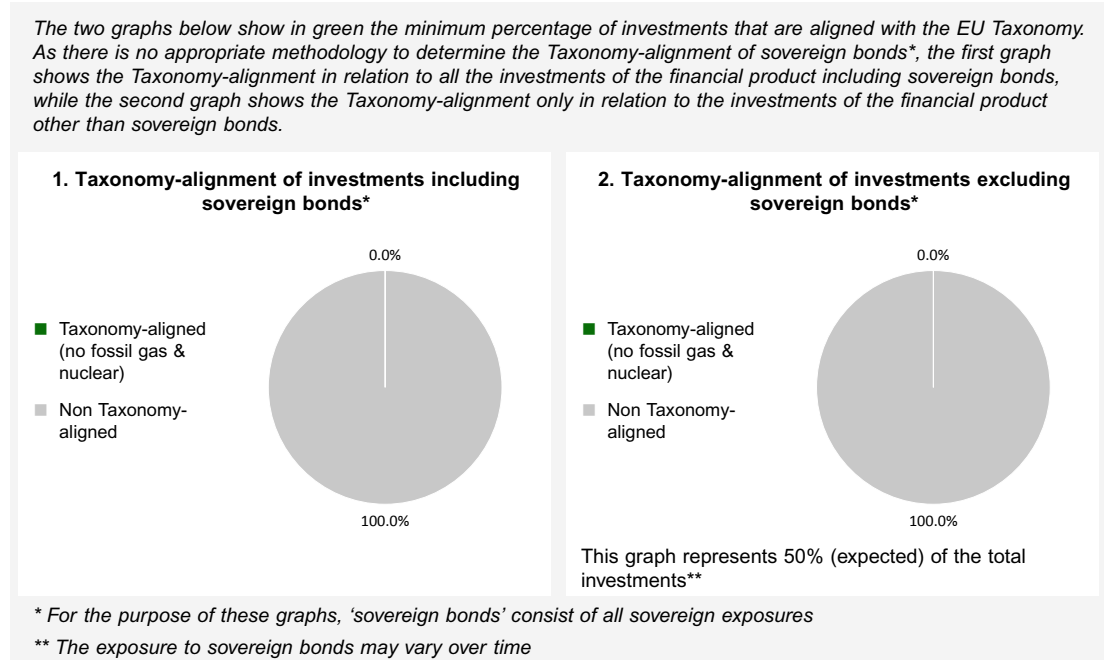 The two graphs below show in green the minimum percentage of investments that are aligned with the EU Taxonomy.
As there is no appropriate methodology to determine the Taxonomy-alignment of sovereign bonds*, the first graph
shows the Taxonomy-alignment in relation to all the investments of the financial product including sovereign bonds,
while the second graph shows the Taxonomy-alignment only in relation to the investments of the financial product
other than sovereign bonds.
1. Taxonomy-alignment of investments including
sovereign bonds*
0.0%
Taxonomy-aligned
(no fossil gas &
nuclear)
Non Taxonomy-
aligned
100.0%
2. Taxonomy-alignment of investments excluding
sovereign bonds*
0.0%
Taxonomy-aligned
(no fossil gas &
nuclear)
Non Taxonomy-
aligned
100.0%
This graph represents 50% (expected) of the total
investments**
* For the purpose of these graphs, ‘sovereign bonds’ consist of all sovereign exposures
** The exposure to sovereign bonds may vary over time